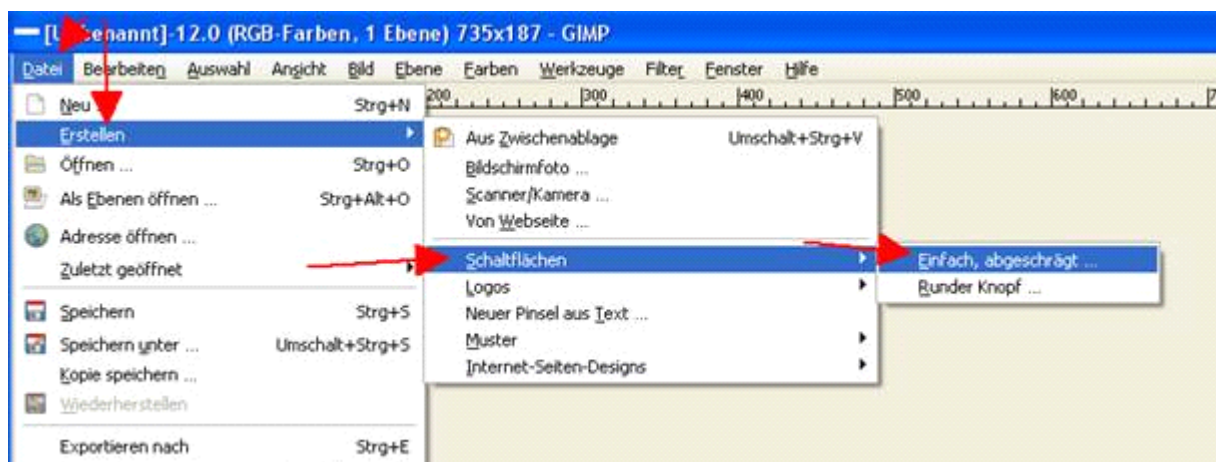 [U benannt]-12.0 (RGB-Farben, 1 Ebene) 735x187 - GIMP
Datei Bearbeiten Auswahl Ansicht Bild Ebene Farben Werkzeuge Filter Fenster Hilfe
200 300 400 500 600 7
Neu Strg+N
Erstellen
Öffnen ... Strg+O
Als Ebenen öffnen ... Strg+Alt+O
Adresse öffnen ...
Zuletzt geöffnet
Speichern Strg+S
Speichern unter ... Umschalt+Strg+S
Kopie speichern ...
Wiederherstellen
Exportieren nach Strg+E
Aus Zwischenablage Umschalt+Strg+V
Bildschirmfoto ...
Scanner/Kamera ...
Von Webseite ...
Schaltflächen
Logos
Neuer Pinsel aus Text ...
Muster
Internet-Seiten-Designs
Einfach, abgeschrägt ...
Runder Knopf ...